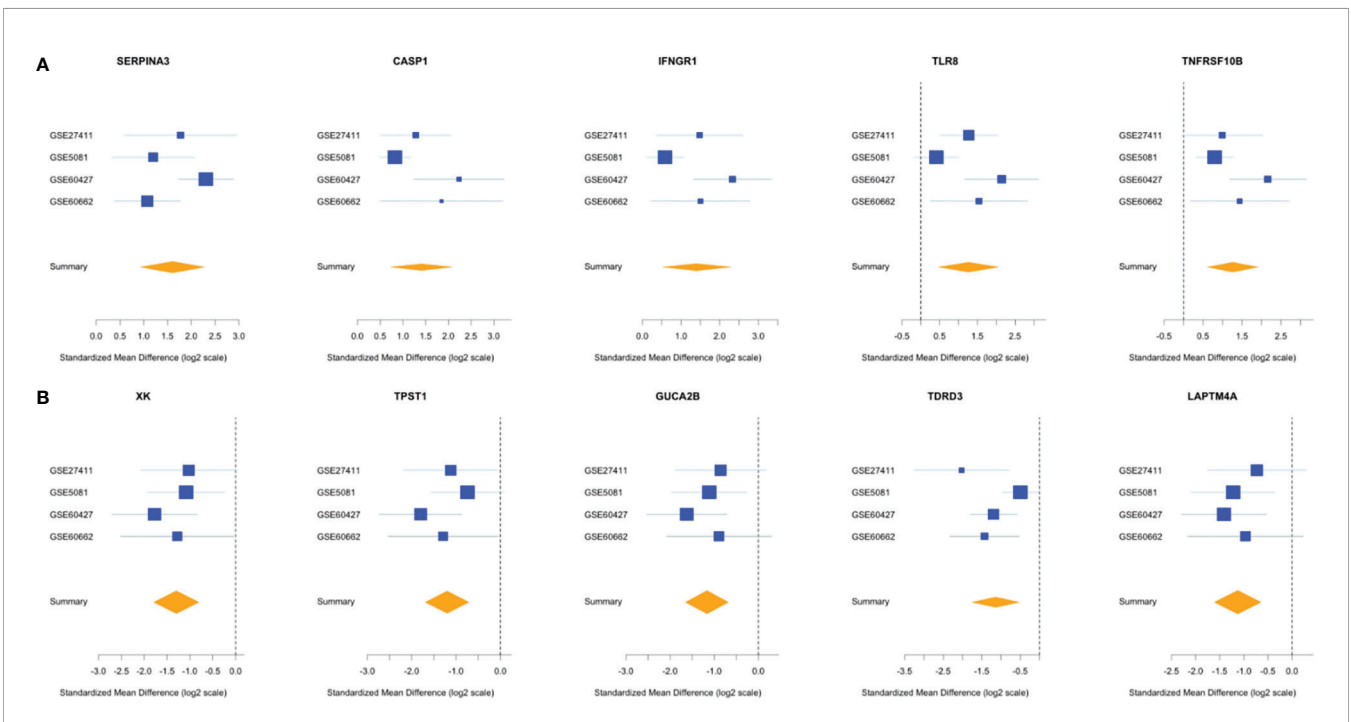 A
SERPINA3 CASP1 IFNGR1 TLR8 TNFRSF10B
GSE27411 GSE27411 GSE27411 GSE27411 GSE27411
GSE5081 GSE5081 GSE5081 GSE5081 GSE5081
GSE60427 GSE60427 GSE60427 GSE60427 GSE60427
GSE60662 GSE60662 GSE60662 GSE60662 GSE60662
Summary Summary Summary Summary Summary
0.0 0.5 1.0 1.5 2.0 2.5 3.0 0.0 0.5 1.0 1.5 2.0 2.5 3.0 0.0 0.5 1.0 1.5 2.0 2.5 3.0 -0.5 0.5 1.5 2.5 -0.5 0.5 1.5 2.5
Standardized Mean Difference (log2 scale) Standardized Mean Difference (log2 scale) Standardized Mean Difference (log2 scale) Standardized Mean Difference (log2 scale) Standardized Mean Difference (log2 scale)
B
XK TPST1 GUCA2B TDRD3 LAPTM4A
GSE27411 GSE27411 GSE27411 GSE27411 GSE27411
GSE5081 GSE5081 GSE5081 GSE5081 GSE5081
GSE60427 GSE60427 GSE60427 GSE60427 GSE60427
GSE60662 GSE60662 GSE60662 GSE60662 GSE60662
Summary Summary Summary Summary Summary
-3.0 -2.5 -2.0 -1.5 -1.0 -0.5 0.0 -3.0 -2.0 -1.0 0.0 -3.0 -2.0 -1.0 0.0 -3.5 -2.5 -1.5 -0.5 -2.5 -2.0 -1.5 -1.0 -0.5 0.0
Standardized Mean Difference (log2 scale) Standardized Mean Difference (log2 scale) Standardized Mean Difference (log2 scale) Standardized Mean Difference (log2 scale) Standardized Mean Difference (log2 scale)